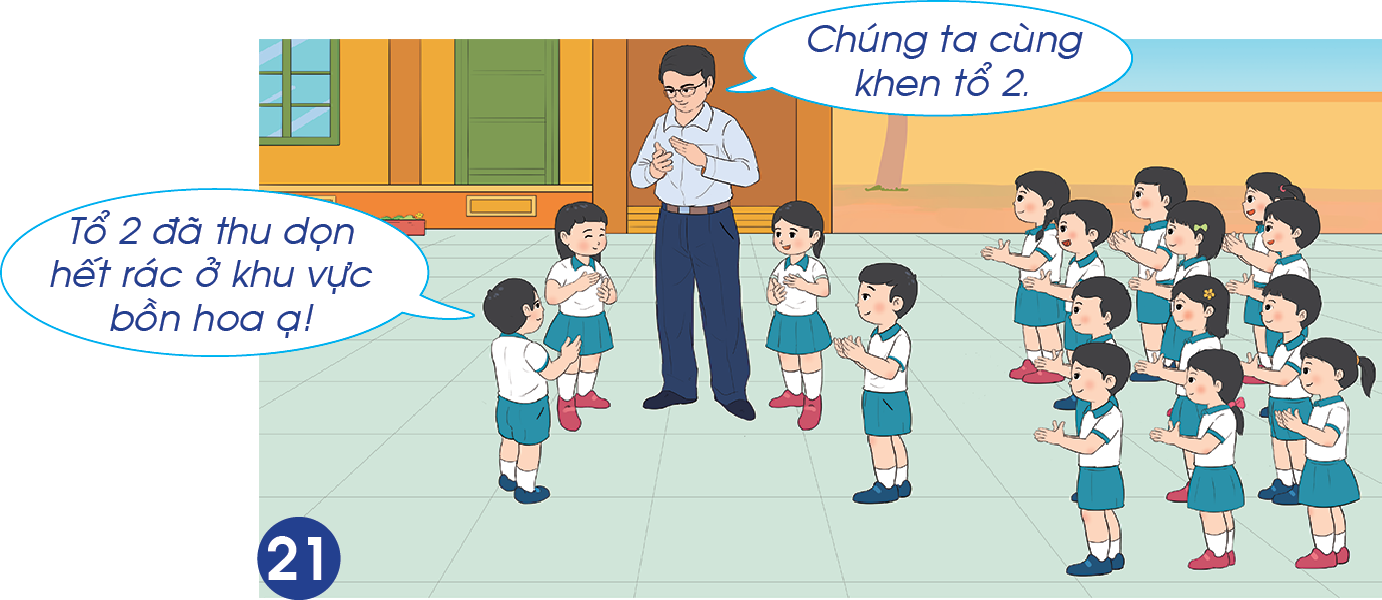 Chúng ta cùng
khen tổ 2.
Tổ 2 đã thu dọn
hết rác ở khu vực
bồn hoa ạ!
21